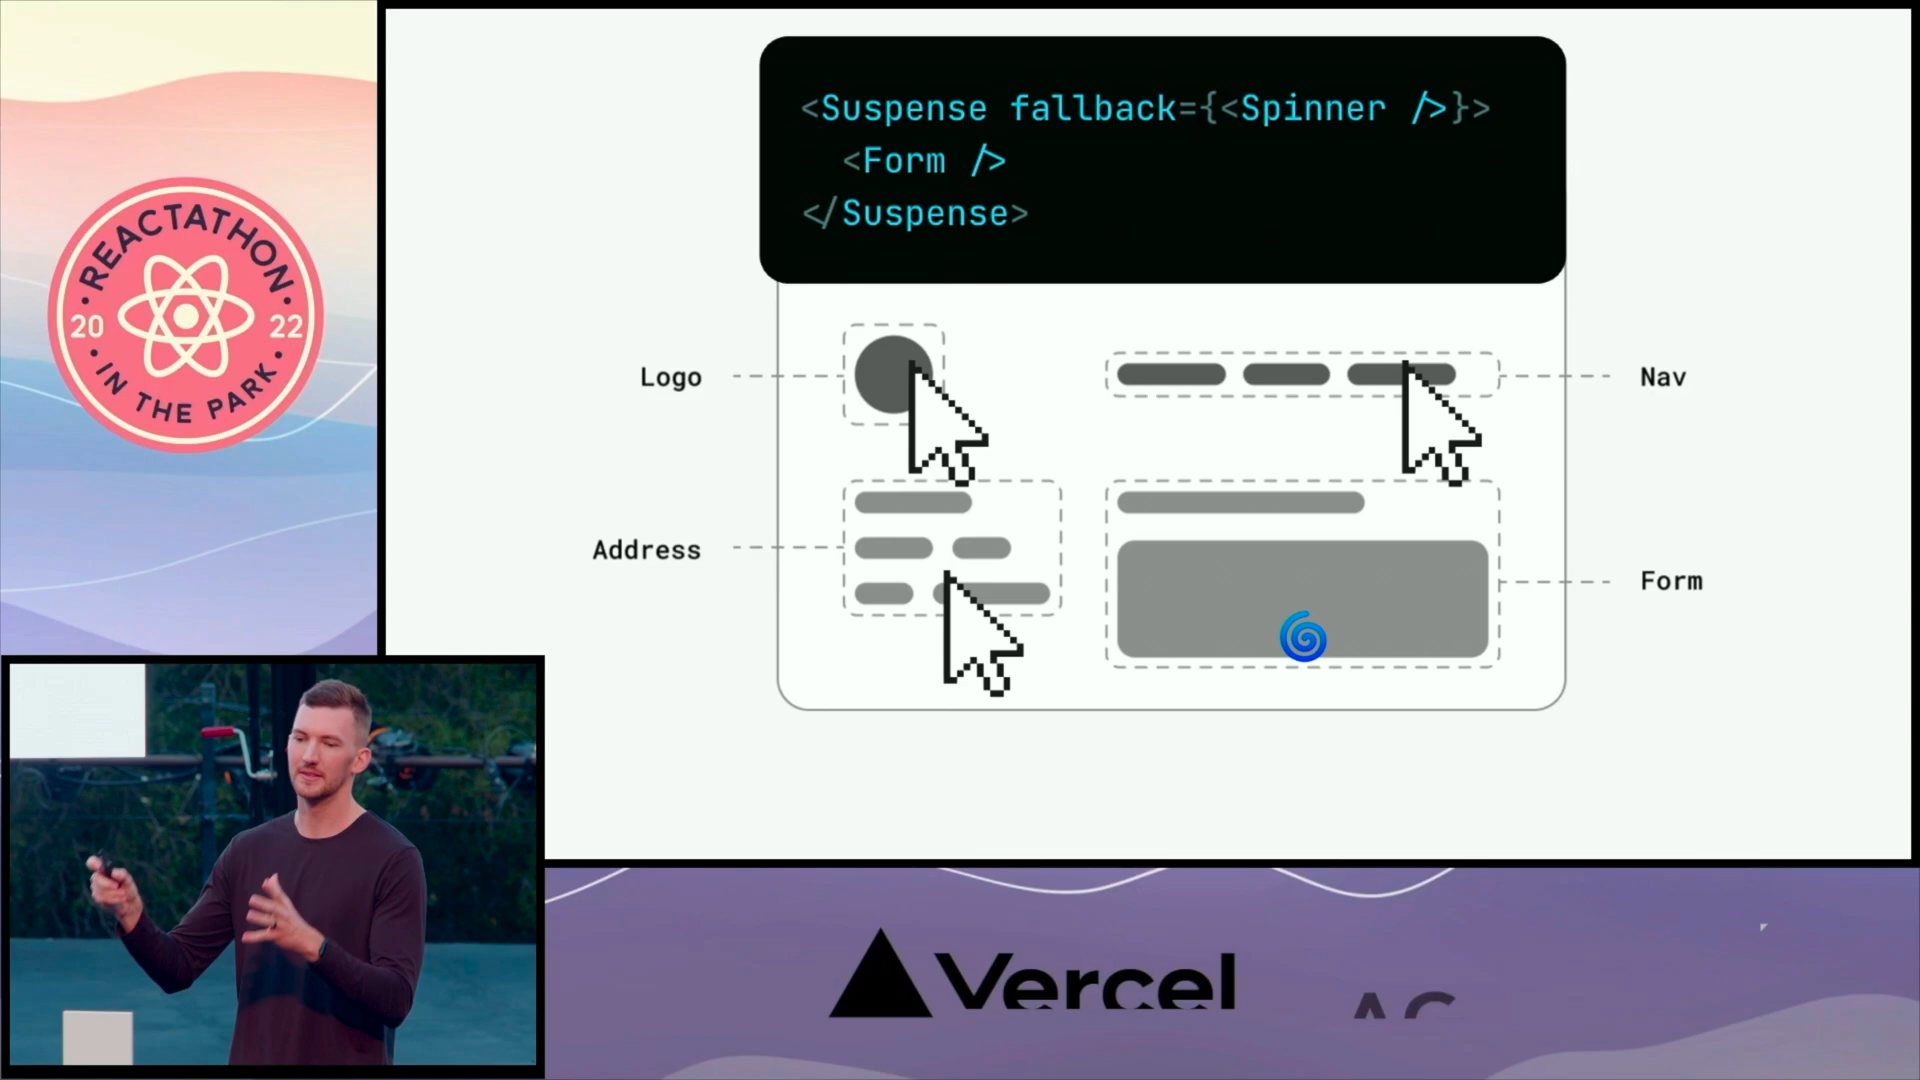 REACTATHON
20 22
IN THE PARK
<Suspense fallback={<Spinner />}>
<Form />
</Suspense>
Logo
Nav
Address
Form
Vercel